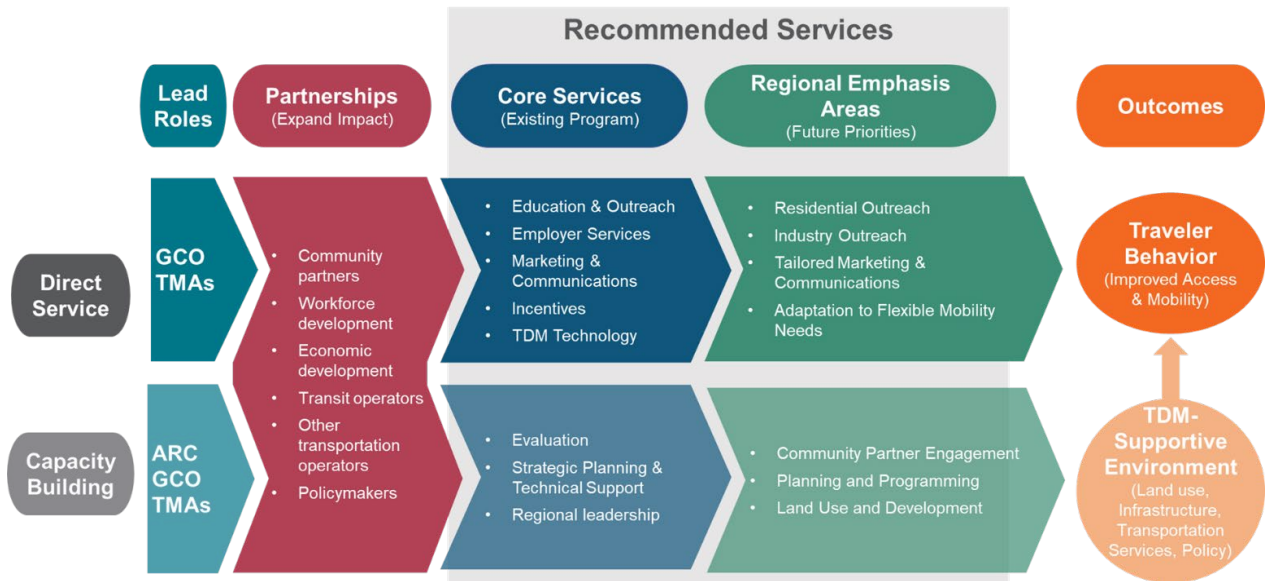 Recommended Services
Lead
Roles
Partnerships
(Expand Impact)
Core Services
(Existing Program)
Regional Emphasis
Areas
(Future Priorities)
Outcomes
Direct
Service
GCO
TMAs
• Community
partners
• Workforce
development
• Economic
development
• Transit operators
• Other
transportation
operators
• Policymakers
• Education & Outreach
• Employer Services
• Marketing &
Communications
• Incentives
• TDM Technology
• Residential Outreach
• Industry Outreach
• Tailored Marketing &
Communications
• Adaptation to Flexible Mobility
Needs
Traveler
Behavior
(Improved Access
& Mobility)
Capacity
Building
ARC
GCO
TMAs
• Evaluation
• Strategic Planning &
Technical Support
• Regional leadership
• Community Partner Engagement
• Planning and Programming
• Land Use and Development
TDM-
Supportive
Environment
(Land use,
Infrastructure,
Transportation
Services, Policy)